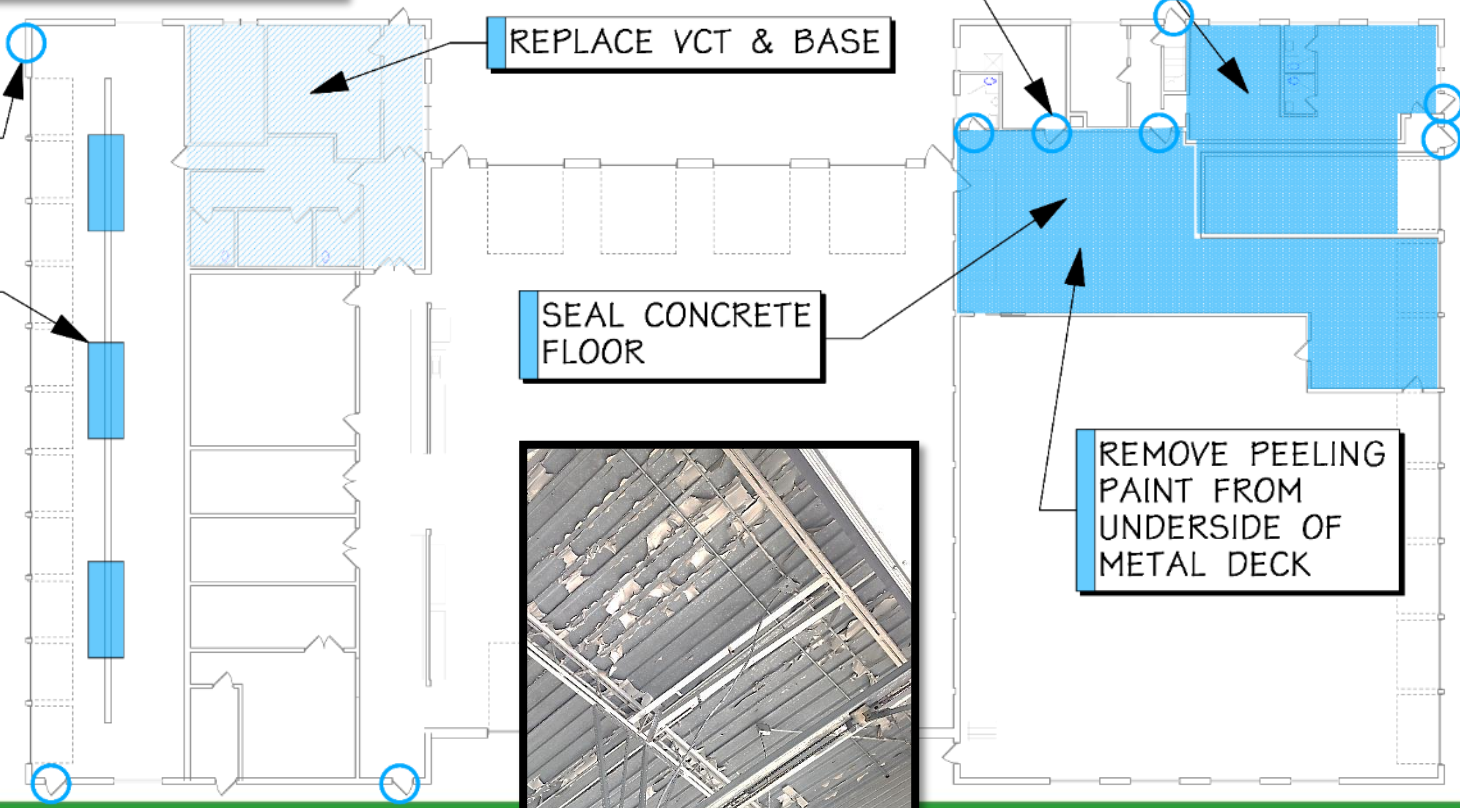 REPLACE VCT & BASE
SEAL CONCRETE
FLOOR
REMOVE PEELING
PAINT FROM
UNDERSIDE OF
METAL DECK